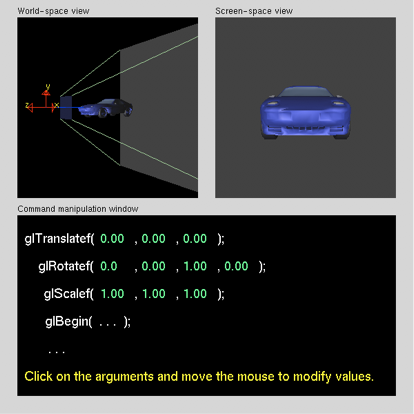 World-space view
Screen-space view
y
z x
Command manipulation window
glTranslatef( 0.00 , 0.00 , 0.00 );
glRotatef( 0.0 , 0.00 , 1.00 , 0.00 );
glScalef( 1.00 , 1.00 , 1.00 );
glBegin( . . . );
. . .
Click on the arguments and move the mouse to modify values.